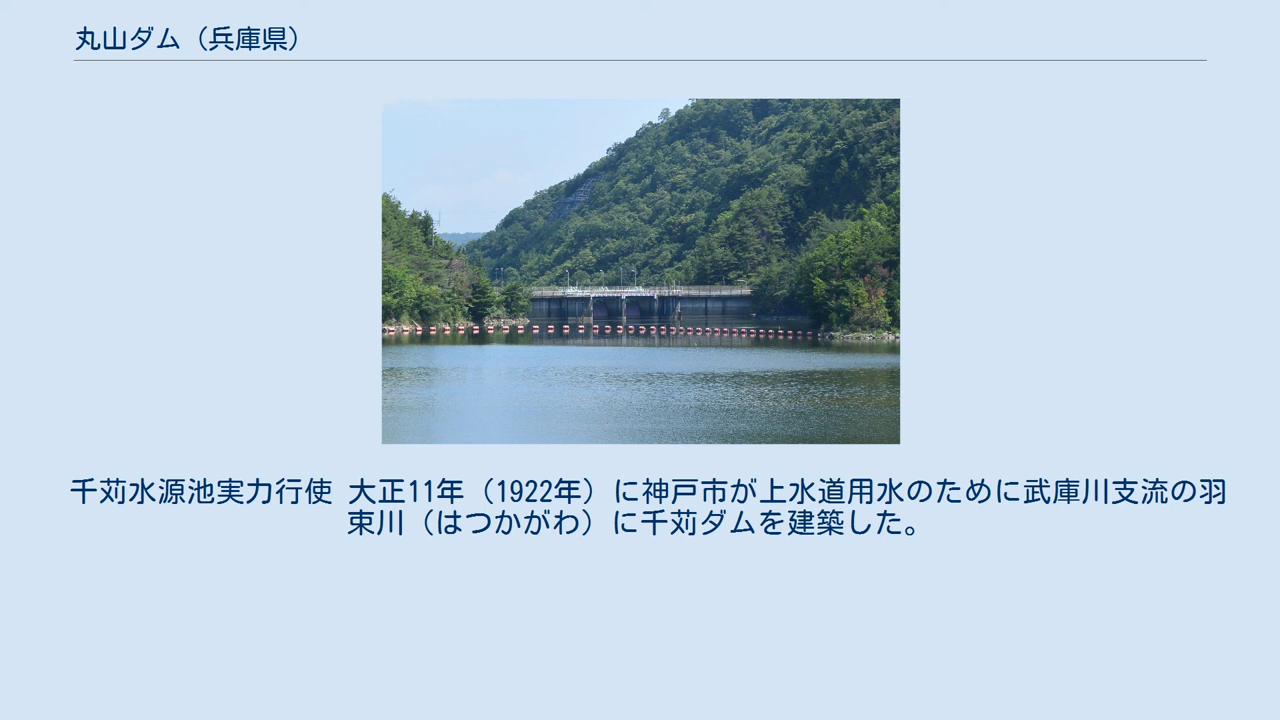 丸山ダム（兵庫県）
千苅水源池実力行使 大正11年（1922年）に神戸市が上水道用水のために武庫川支流の羽
束川（はつかがわ）に千苅ダムを建築した。